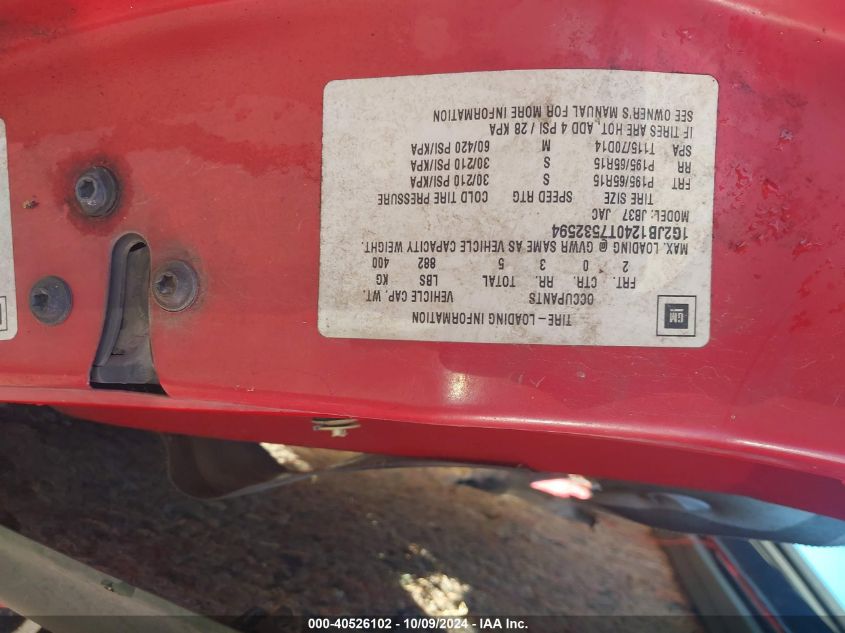 GM
TIRE-LOADING INFORMATION
OCCUPANTS VEHICLE CAP. WT.
FRT. CTR. RR. TOTAL LBS KG
2 0 3 5 882 400
MAX. LOADING @ GVWR SAME AS VEHICLE CAPACITY WEIGHT.
1G2JB1240T7532594
MODEL: JB37 JAC
TIRE SIZE SPEED RTG COLD TIRE PRESSURE
FRT P195/65R15 S 30/210 PSI/KPA
RR P195/65R15 S 30/210 PSI/KPA
SPA T115/70D14 M 60/420 PSI/KPA
IF TIRES ARE HOT, ADD 4 PSI / 28 KPA
SEE OWNER'S MANUAL FOR MORE INFORMATION
000-40526102 - 10/09/2024 - IAA Inc.